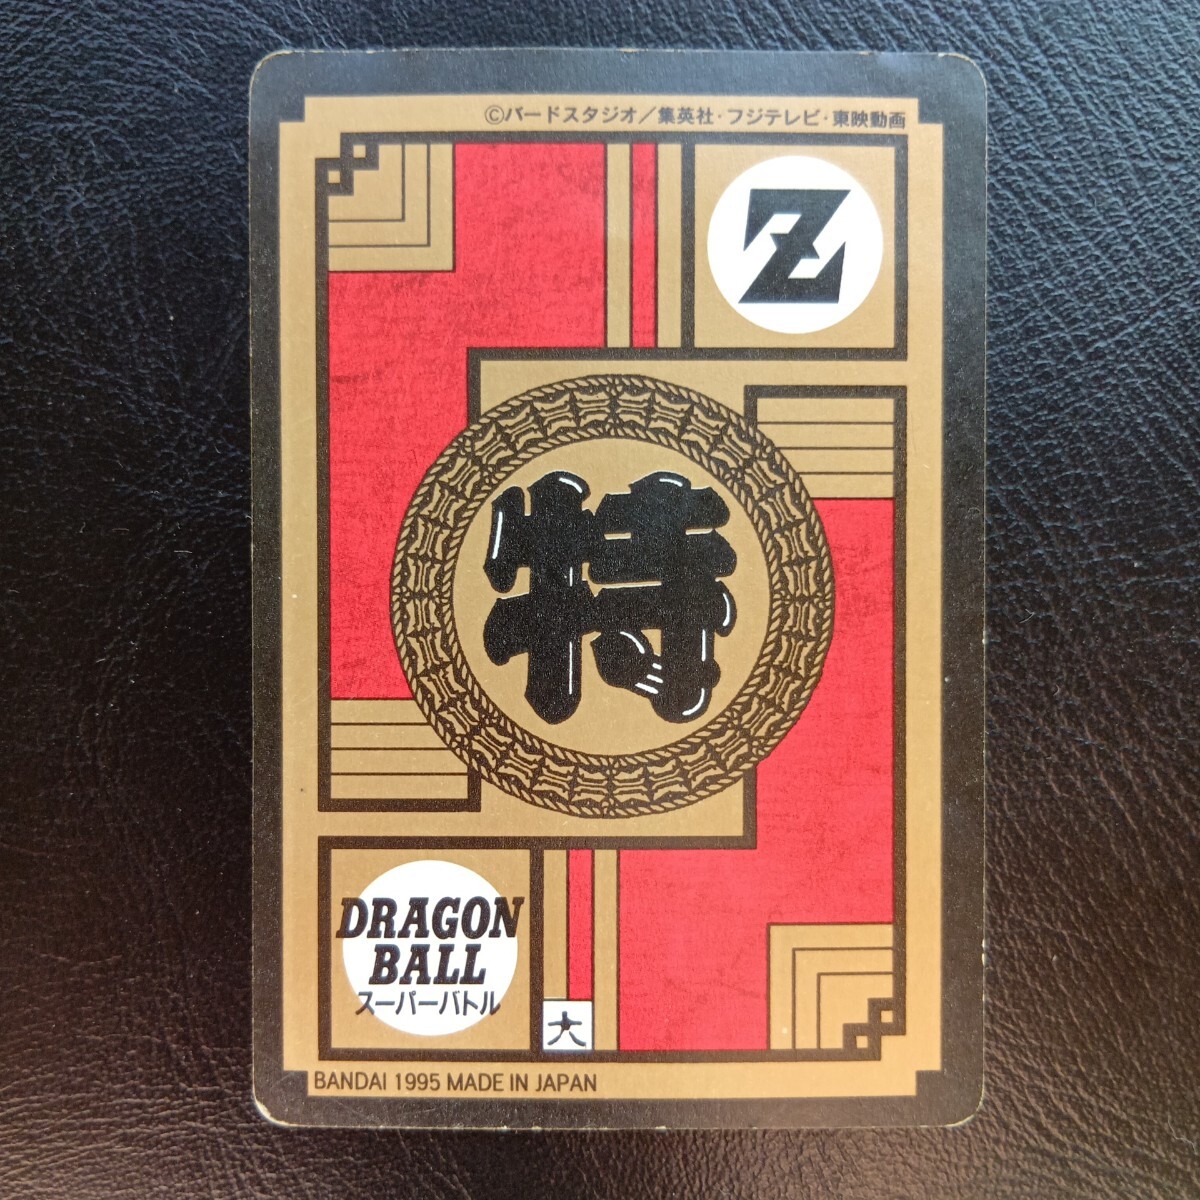 ©バードスタジオ／集英社・フジテレビ・東映動画
Z
特
DRAGON
BALL
スーパーバトル
大
BANDAI 1995 MADE IN JAPAN